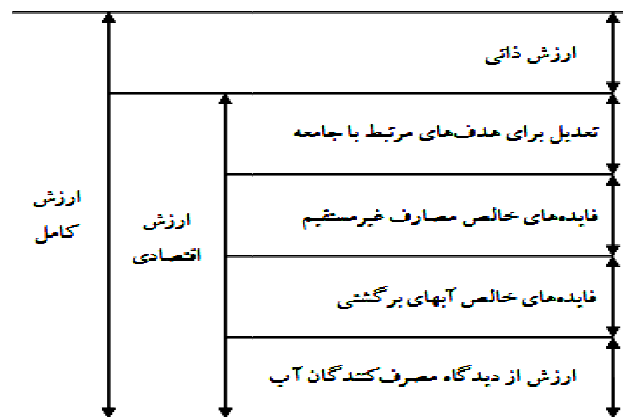 ارزش ذاتی
تعدیل برای هدف‌های مرتبط با جامعه
فایده‌های خالص مصارف غیرمستقیم
فایده‌های خالص آبهای برگشتی
ارزش از دیدگاه مصرف‌کنندگان آب
ارزش
اقتصادی
ارزش
کامل